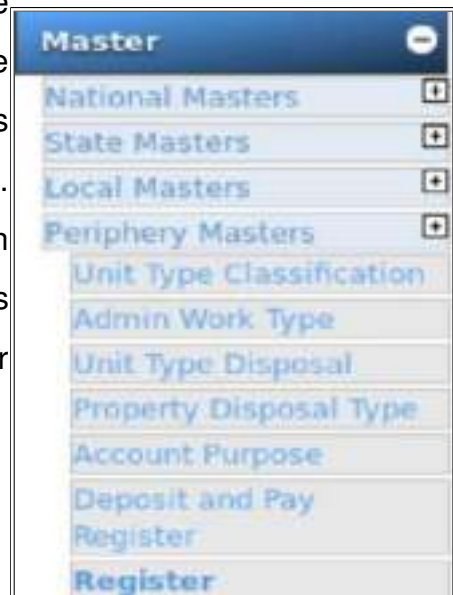 e
Master
e
National Masters
s
State Masters
.
Local Masters
n
Periphery Masters
s
Unit Type Classification
r
Admin Work Type
Unit Type Disposal
Property Disposal Type
Account Purpose
Deposit and Pay
Register
Register